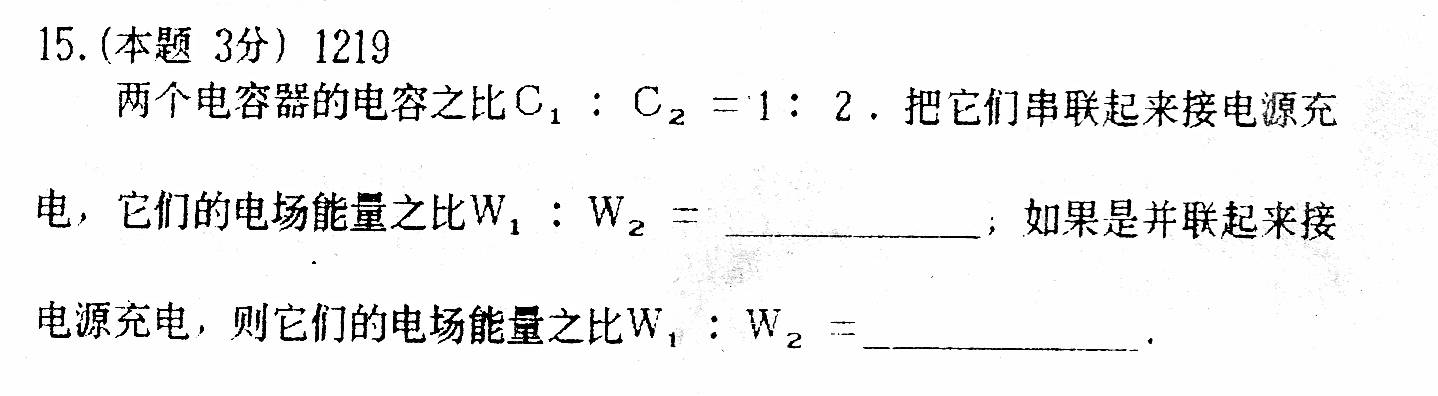 15.(本题 3分) 1219
两个电容器的电容之比C₁ : C₂ = 1 : 2 . 把它们串联起来接电源充
电, 它们的电场能量之比W₁ : W₂ = ____________; 如果是并联起来接
电源充电, 则它们的电场能量之比W₁ : W₂ =_____________.